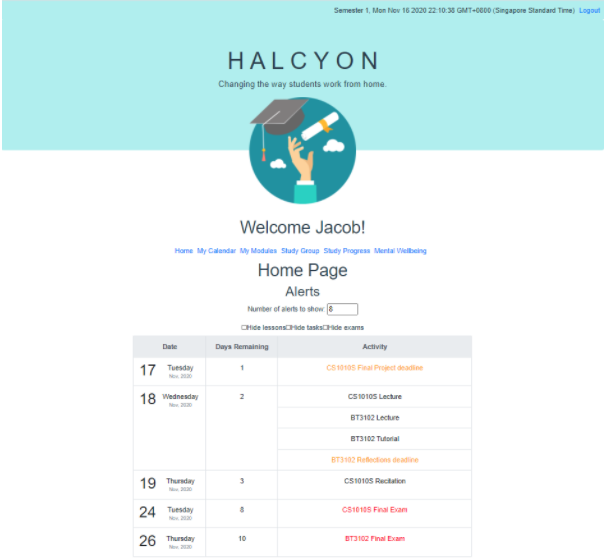 Semester 1, Mon Nov 16 2020 22:10:38 GMT+0800 (Singapore Standard Time) Logout
HALCYON
Changing the way students work from home.
Welcome Jacob!
Home My Calendar My Modules Study Group Study Progress Mental Wellbeing
Home Page
Alerts
Number of alerts to show: 8
Hide lessons Hide tasks Hide exams
Date Days Remaining Activity
17 Tuesday 1 CS1010S Final Project deadline
Nov, 2020
18 Wednesday 2 CS1010S Lecture
Nov, 2020
BT3102 Lecture
BT3102 Tutorial
BT3102 Reflections deadline
19 Thursday 3 CS1010S Recitation
Nov, 2020
24 Tuesday 8 CS1010S Final Exam
Nov, 2020
26 Thursday 10 BT3102 Final Exam
Nov, 2020